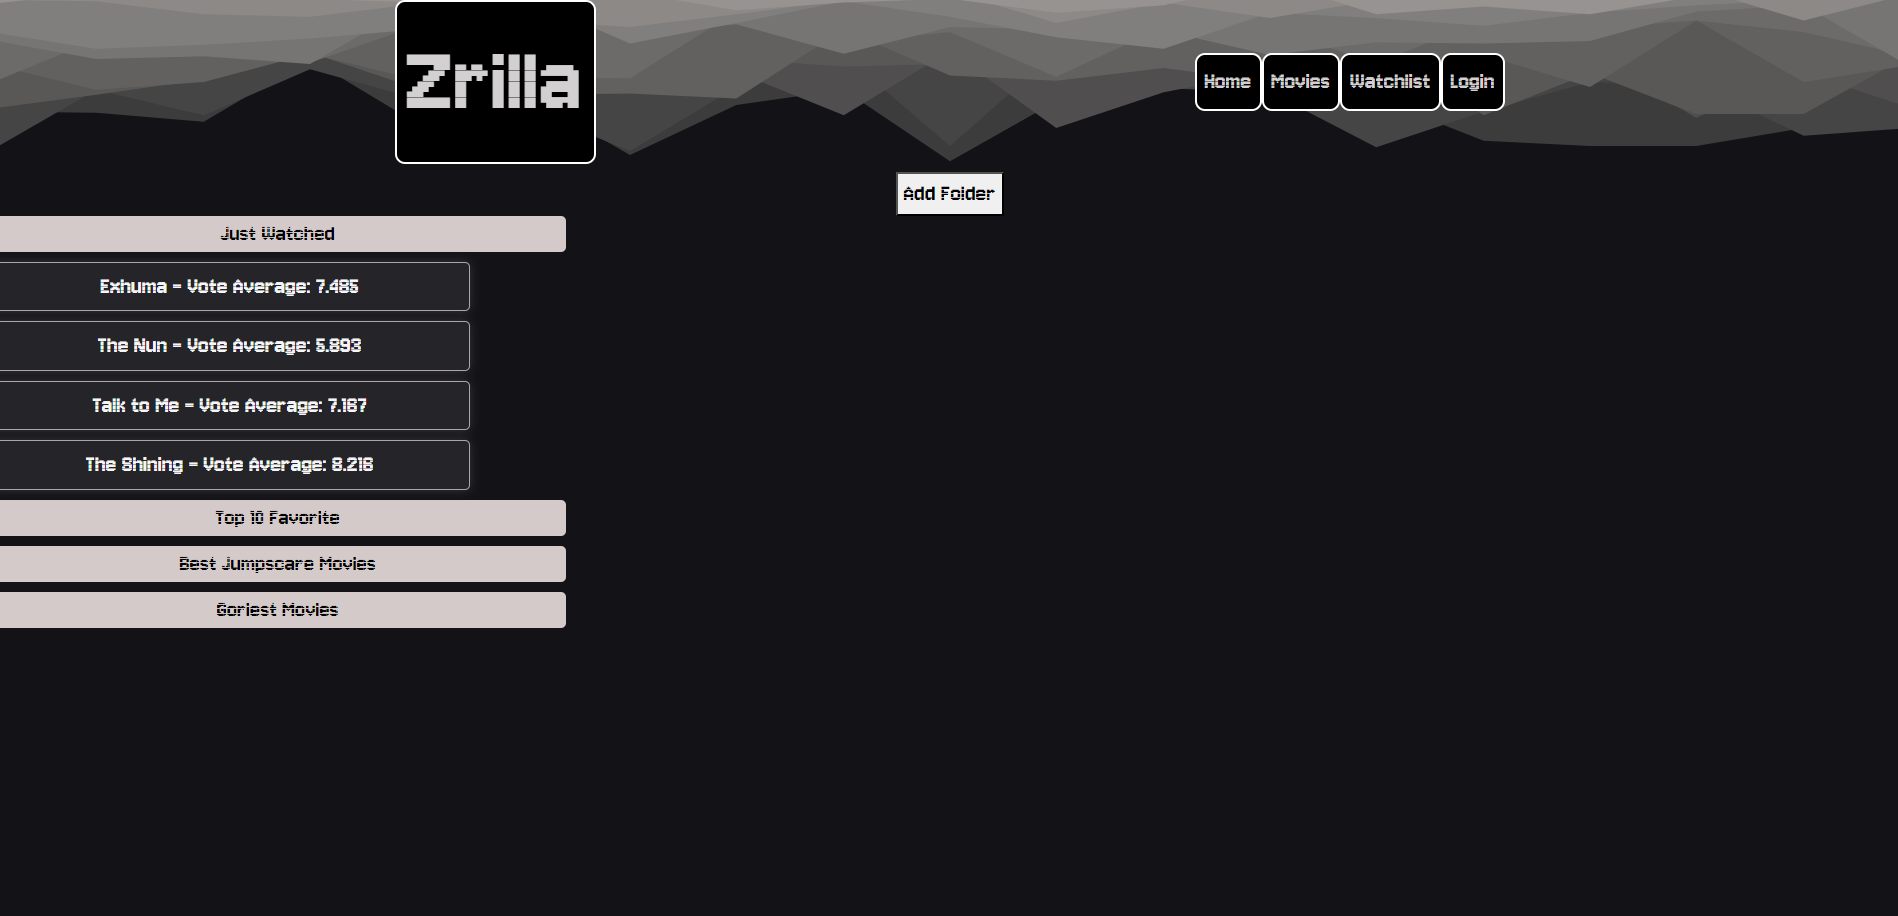 Zrilla
Home Movies Watchlist Login
Add Folder
Just Watched
Exhuma - Vote Average: 7.485
The Nun - Vote Average: 5.893
Talk to Me - Vote Average: 7.187
The Shining - Vote Average: 8.216
Top 10 Favorite
Best Jumpscare Movies
Goriest Movies